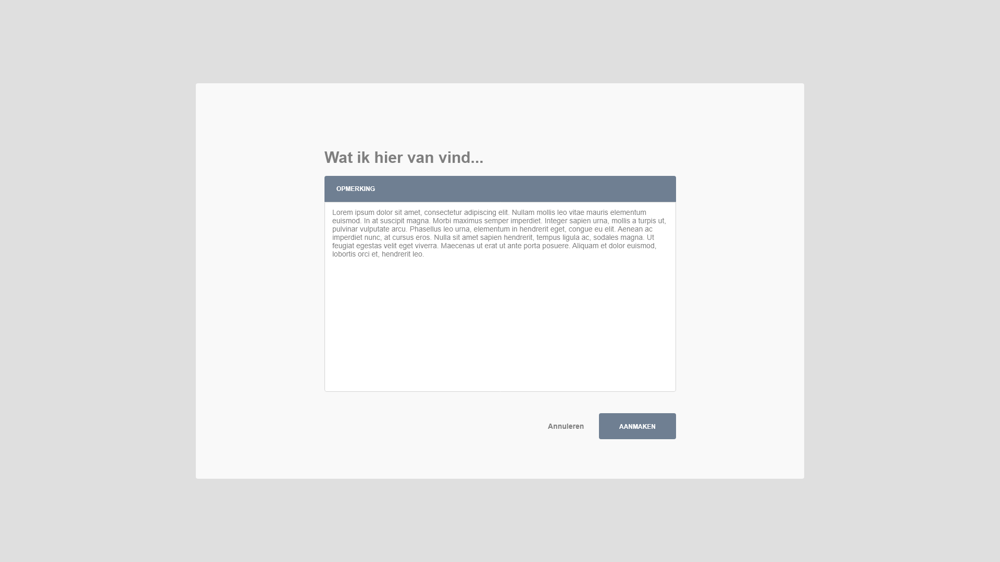 Wat ik hier van vind...
OPMERKING
Lorem ipsum dolor sit amet, consectetur adipiscing elit. Nullam mollis leo vitae mauris elementum
euismod. In at suscipit magna. Morbi maximus semper imperdiet. Integer sapien urna, mollis a turpis ut,
pulvinar vulputate arcu. Phasellus leo urna, elementum in hendrerit eget, congue eu elit. Aenean ac
imperdiet nunc, at cursus eros. Nulla sit amet sapien hendrerit, tempus ligula ac, sodales magna. Ut
feugiat egestas velit eget viverra. Maecenas ut erat ut ante porta posuere. Aliquam et dolor euismod,
lobortis orci et, hendrerit leo.
Annuleren
AANMAKEN